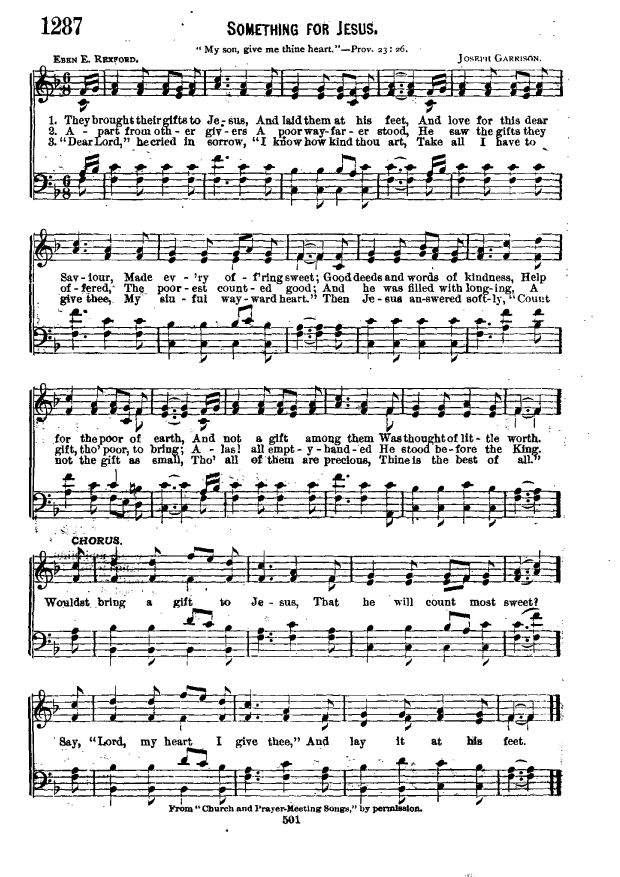 1287
SOMETHING FOR JESUS.
"My son, give me thine heart."—Prov. 23:26.
EBEN E. REXFORD. JOSEPH GARRISON.
1. They brought their gifts to Je-sus, And laid them at his feet, And love for this dear
2. A-part from oth-er giv-ers A poor way-far-er stood, He saw the gifts they
3. "Dear Lord," he cried in sorrow, "I know how kind thou art, Take all I have to
Sav-iour, Made ev-'ry of-f'ring sweet; Good deeds and words of kindness, Help
of-fered, The poor-est count-ed good; And he was filled with long-ing, A
give thee, My sin-ful way-ward heart." Then Je-sus an-swered soft-ly, "Count
for the poor of earth, And not a gift among them Was thought of lit-tle worth.
gift, tho' poor, to bring; A-las! all empt-y-hand-ed He stood be-fore the King.
not the gift as small, Tho' all of them are precious, Thine is the best of all."
CHORUS.
Wouldst bring a gift to Je-sus, That he will count most sweet?
Say, "Lord, my heart I give thee," And lay it at his feet.
From "Church and Prayer-Meeting Songs," by permission.
501